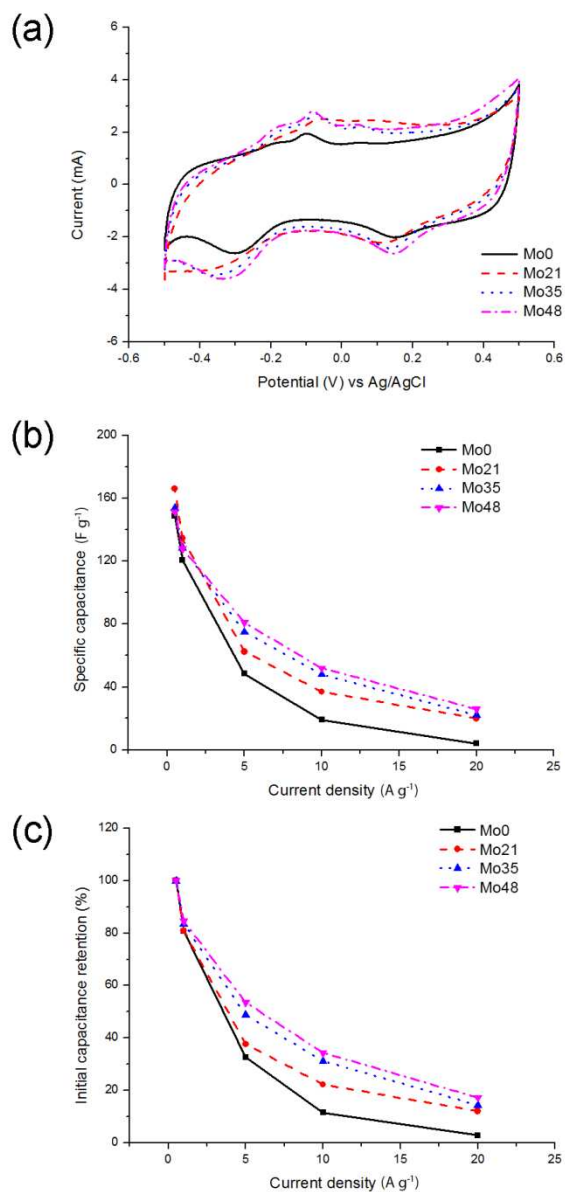 (a)
6
4
2
0
-2
-4
-6
Current (mA)
Mo0
Mo21
Mo35
Mo48
-0.6 -0.4 -0.2 0.0 0.2 0.4 0.6
Potential (V) vs Ag/AgCl
(b)
200
160
120
80
40
0
Specific capacitance (F g⁻¹)
Mo0
Mo21
Mo35
Mo48
0 5 10 15 20 25
Current density (A g⁻¹)
(c)
120
100
80
60
40
20
0
Initial capacitance retention (%)
Mo0
Mo21
Mo35
Mo48
0 5 10 15 20 25
Current density (A g⁻¹)